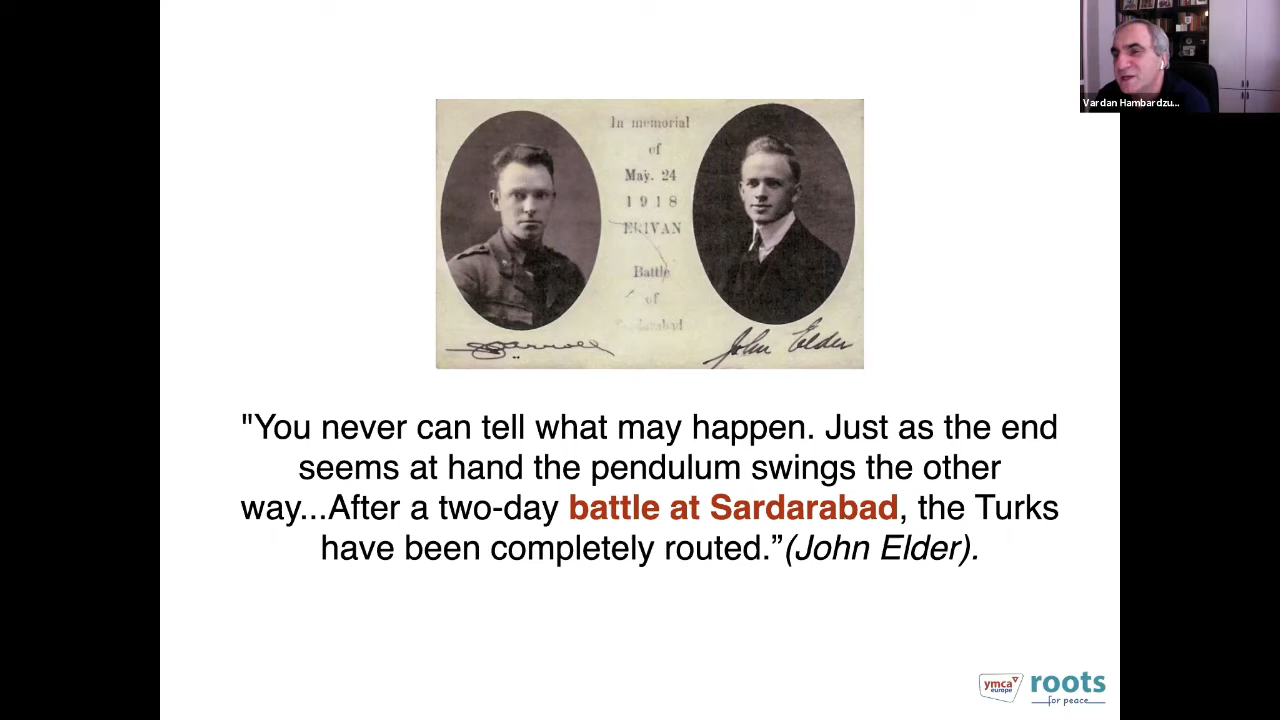 Vardan Hambardzu...
In memorial
of
May. 24
1918
ERIVAN
Battle
of
John Elder
"You never can tell what may happen. Just as the end
seems at hand the pendulum swings the other
way...After a two-day battle at Sardarabad, the Turks
have been completely routed.”(John Elder).
ymca
europe
roots
for peace